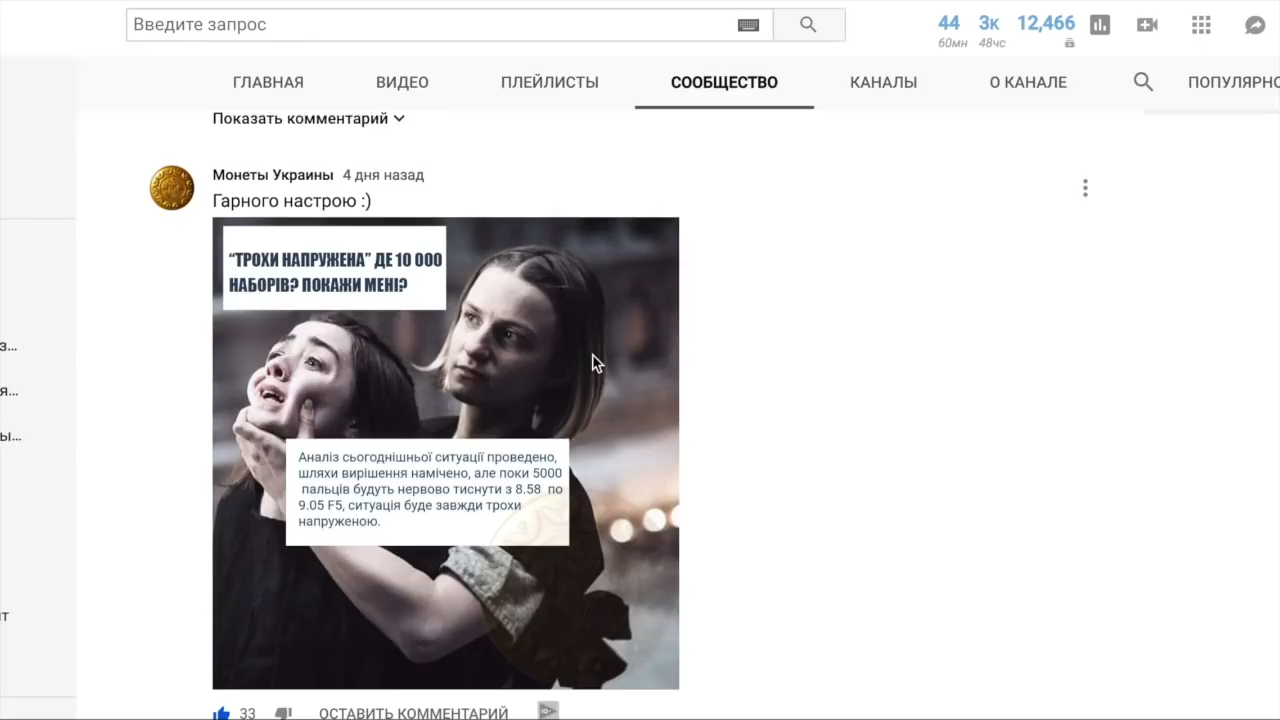 Введите запрос
44 3к 12,466
60мн 48чс
ГЛАВНАЯ ВИДЕО ПЛЕЙЛИСТЫ СООБЩЕСТВО КАНАЛЫ О КАНАЛЕ ПОПУЛЯРНО
Показать комментарий
Монеты Украины 4 дня назад
Гарного настрою :)
“ТРОХИ НАПРУЖЕНА” ДЕ 10 000
НАБОРІВ? ПОКАЖИ МЕНІ?
з...
я...
ы...
Аналіз сьогоднішньої ситуації проведено,
шляхи вирішення намічено, але поки 5000
пальців будуть нервово тиснути з 8.58 по
9.05 F5, ситуація буде завжди трохи
напруженою.
т
33 ОСТАВИТЬ КОММЕНТАРИЙ